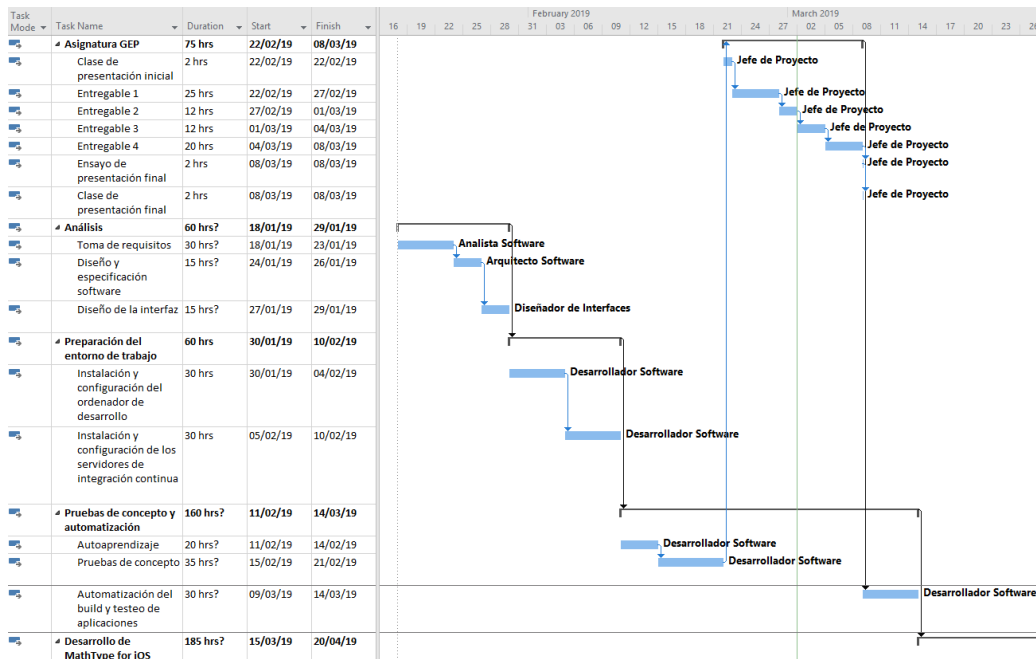 Task
Mode Task Name Duration Start Finish
February 2019 March 2019
16 19 22 25 28 31 03 06 09 12 15 18 21 24 27 02 05 08 11 14 17 20 23 26
Asignatura GEP 75 hrs 22/02/19 08/03/19
Clase de 2 hrs 22/02/19 22/02/19 Jefe de Proyecto
presentación inicial
Entregable 1 25 hrs 22/02/19 27/02/19 Jefe de Proyecto
Entregable 2 12 hrs 27/02/19 01/03/19 Jefe de Proyecto
Entregable 3 12 hrs 01/03/19 04/03/19 Jefe de Proyecto
Entregable 4 20 hrs 04/03/19 08/03/19 Jefe de Proyecto
Ensayo de 2 hrs 08/03/19 08/03/19 Jefe de Proyecto
presentación final
Clase de 2 hrs 08/03/19 08/03/19 Jefe de Proyecto
presentación final
Análisis 60 hrs? 18/01/19 29/01/19
Toma de requisitos 30 hrs? 18/01/19 23/01/19 Analista Software
Diseño y 15 hrs? 24/01/19 26/01/19 Arquitecto Software
especificación
software
Diseño de la interfaz 15 hrs? 27/01/19 29/01/19 Diseñador de Interfaces
Preparación del 60 hrs 30/01/19 10/02/19
entorno de trabajo
Instalación y 30 hrs 30/01/19 04/02/19 Desarrollador Software
configuración del
ordenador de
desarrollo
Instalación y 30 hrs 05/02/19 10/02/19 Desarrollador Software
configuración de los
servidores de
integración continua
Pruebas de concepto y 160 hrs? 11/02/19 14/03/19
automatización
Autoaprendizaje 20 hrs? 11/02/19 14/02/19 Desarrollador Software
Pruebas de concepto 35 hrs? 15/02/19 21/02/19 Desarrollador Software
Automatización del 30 hrs? 09/03/19 14/03/19 Desarrollador Software
build y testeo de
aplicaciones
Desarrollo de 185 hrs? 15/03/19 20/04/19
MathType for iOS